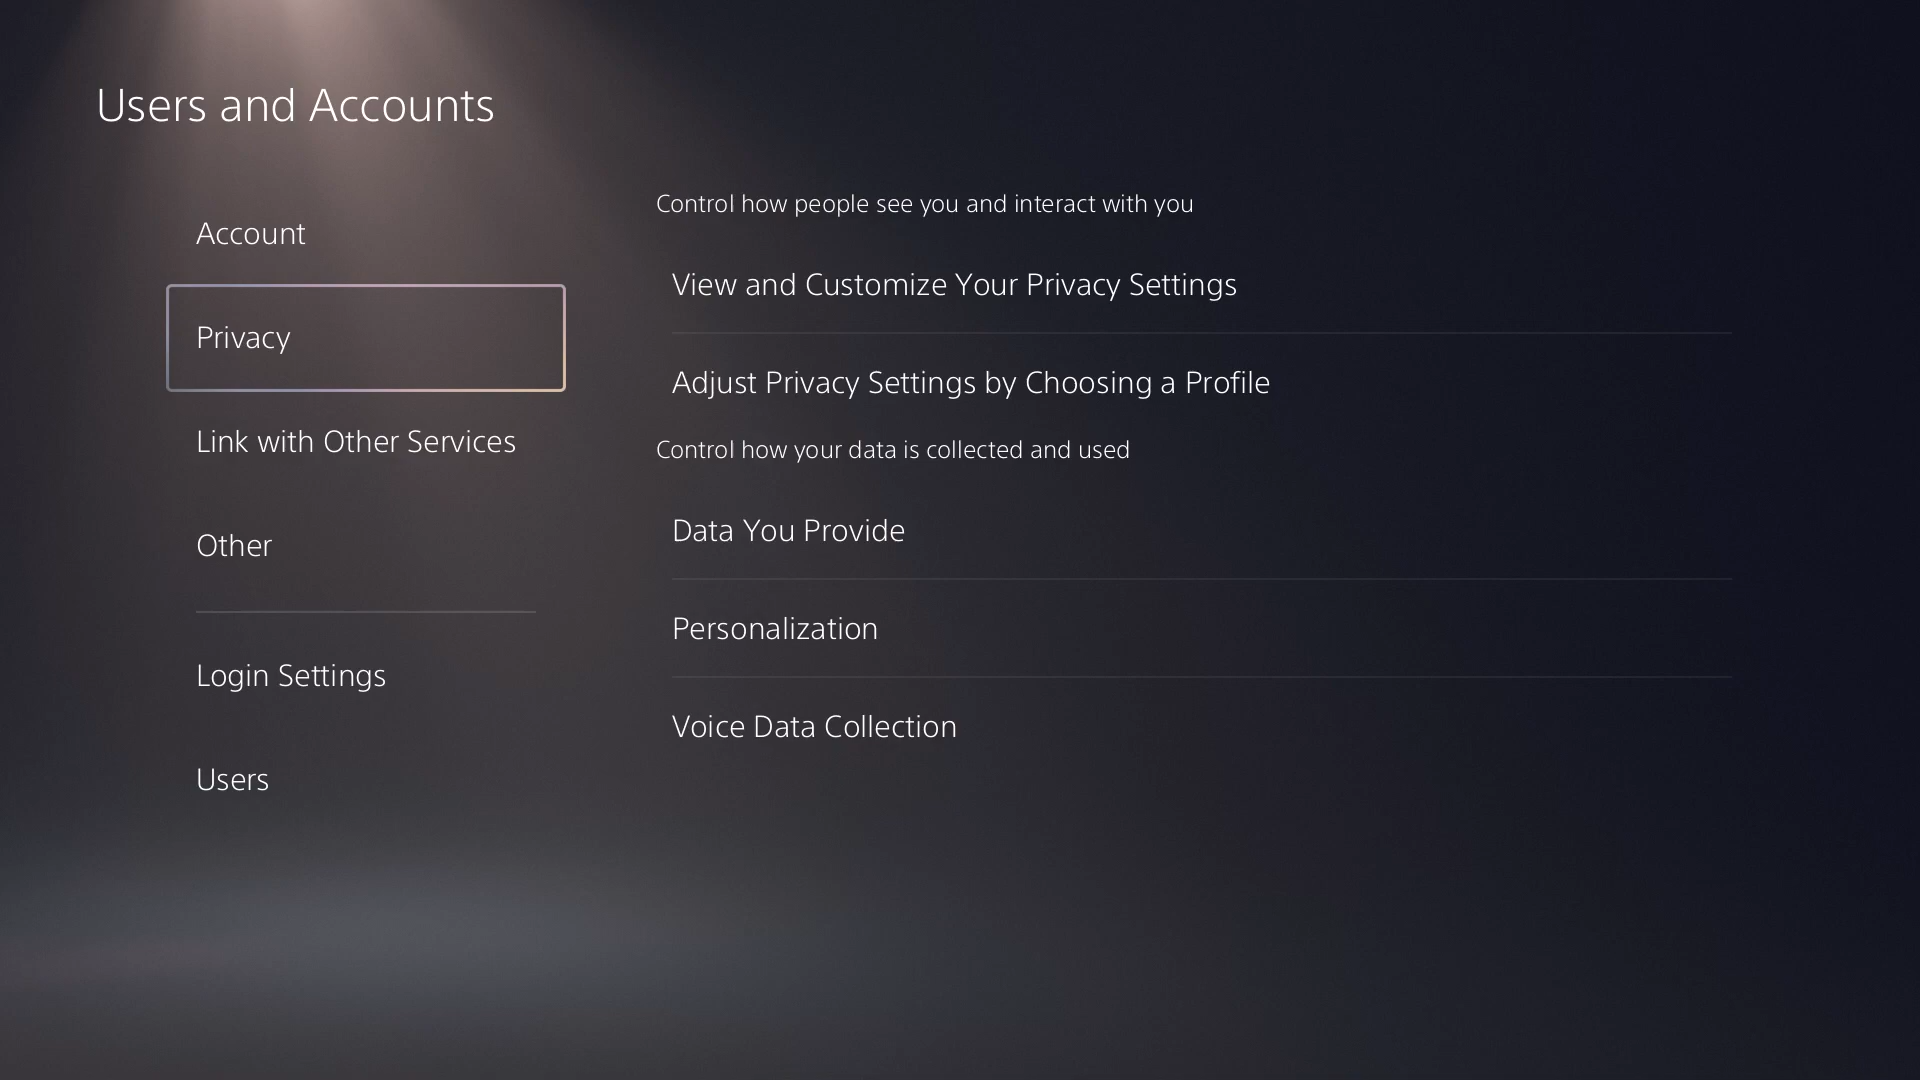 Users and Accounts
Account
Privacy
Link with Other Services
Other
Login Settings
Users
Control how people see you and interact with you
View and Customize Your Privacy Settings
Adjust Privacy Settings by Choosing a Profile
Control how your data is collected and used
Data You Provide
Personalization
Voice Data Collection